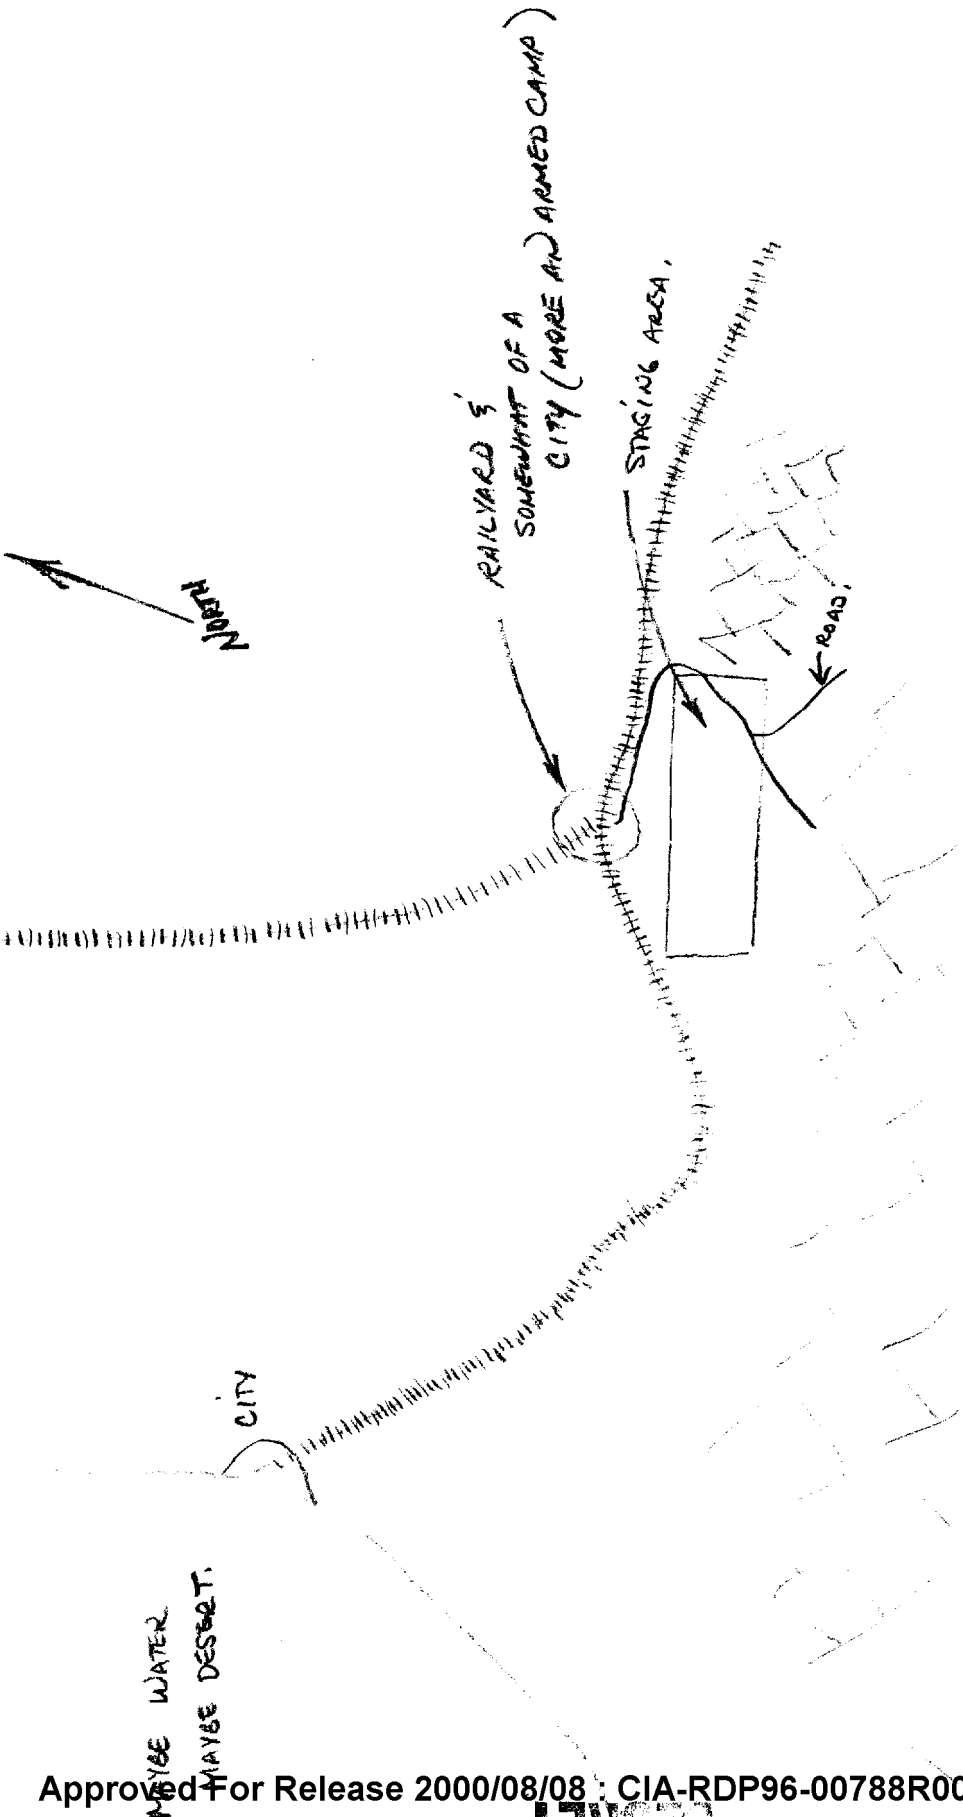 RAILYARD &
SOMEWHAT OF A
CITY (MORE AN ARMED CAMP)
STAGING AREA.
NORTH
ROAD.
CITY
MAYBE WATER
MAYBE DESERT.
Approved For Release 2000/08/08 : CIA-RDP96-00788R00